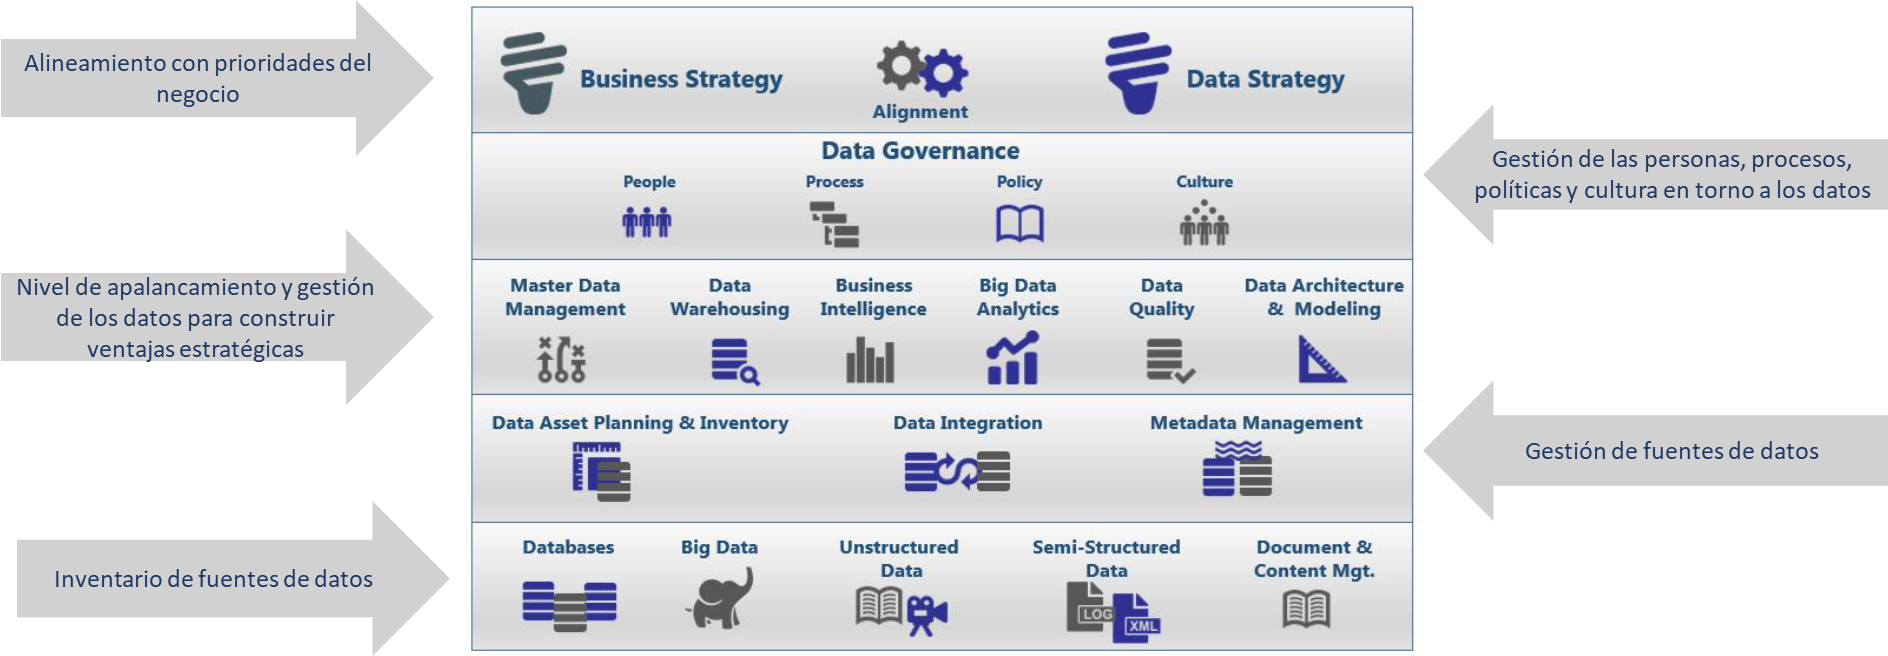 Alineamiento con prioridades del
negocio
Business Strategy
Alignment
Data Strategy
Data Governance
People
Process
Policy
Culture
Gestión de las personas, procesos,
políticas y cultura en torno a los datos
Nivel de apalancamiento y gestión
de los datos para construir
ventajas estratégicas
Master Data
Management
Data
Warehousing
Business
Intelligence
Big Data
Analytics
Data
Quality
Data Architecture
& Modeling
Data Asset Planning & Inventory
Data Integration
Metadata Management
Gestión de fuentes de datos
Inventario de fuentes de datos
Databases
Big Data
Unstructured
Data
Semi-Structured
Data
LOG
XML
Document &
Content Mgt.